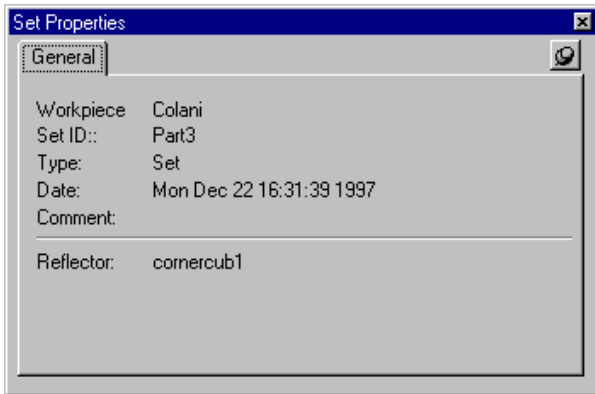 Set Properties
General
Workpiece Colani
Set ID:: Part3
Type: Set
Date: Mon Dec 22 16:31:39 1997
Comment:
Reflector: cornercub1